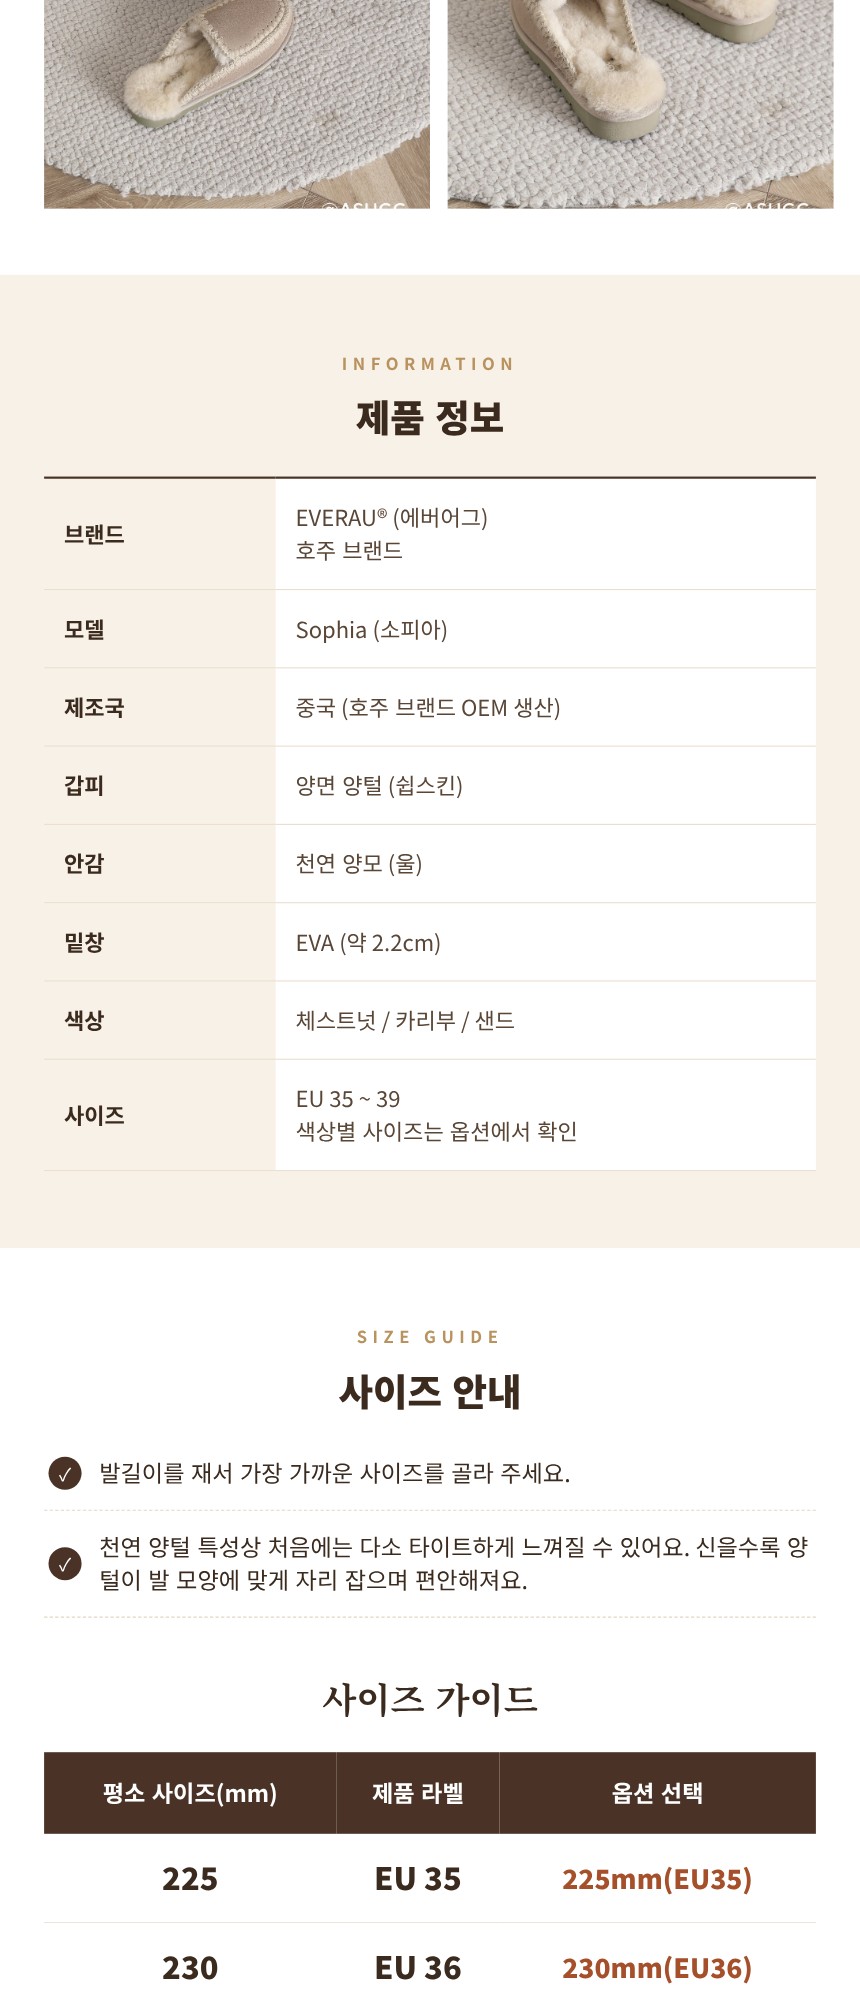 INFORMATION
제품 정보
브랜드
EVERAU® (에버어그)
호주 브랜드
모델
Sophia (소피아)
제조국
중국 (호주 브랜드 OEM 생산)
갑피
양면 양털 (쉽스킨)
안감
천연 양모 (울)
밑창
EVA (약 2.2cm)
색상
체스트넛 / 카리부 / 샌드
사이즈
EU 35 ~ 39
색상별 사이즈는 옵션에서 확인
SIZE GUIDE
사이즈 안내
발길이를 재서 가장 가까운 사이즈를 골라 주세요.
천연 양털 특성상 처음에는 다소 타이트하게 느껴질 수 있어요. 신을수록 양
털이 발 모양에 맞게 자리 잡으며 편안해져요.
사이즈 가이드
평소 사이즈(mm) 제품 라벨 옵션 선택
225 EU 35 225mm(EU35)
230 EU 36 230mm(EU36)